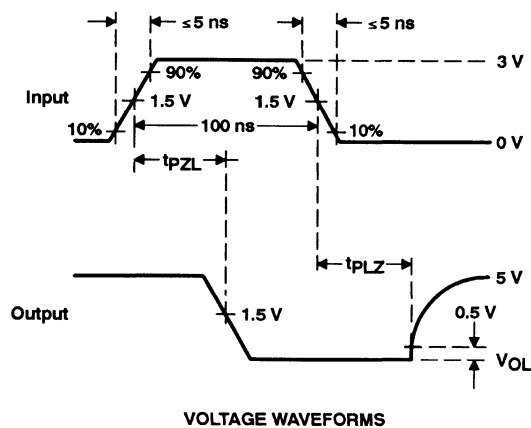 ≤ 5 ns
≤ 5 ns
3 V
90%
90%
Input
1.5 V
1.5 V
10%
100 ns
10%
0 V
tPZL
tPLZ
5 V
0.5 V
Output
1.5 V
VOL
VOLTAGE WAVEFORMS